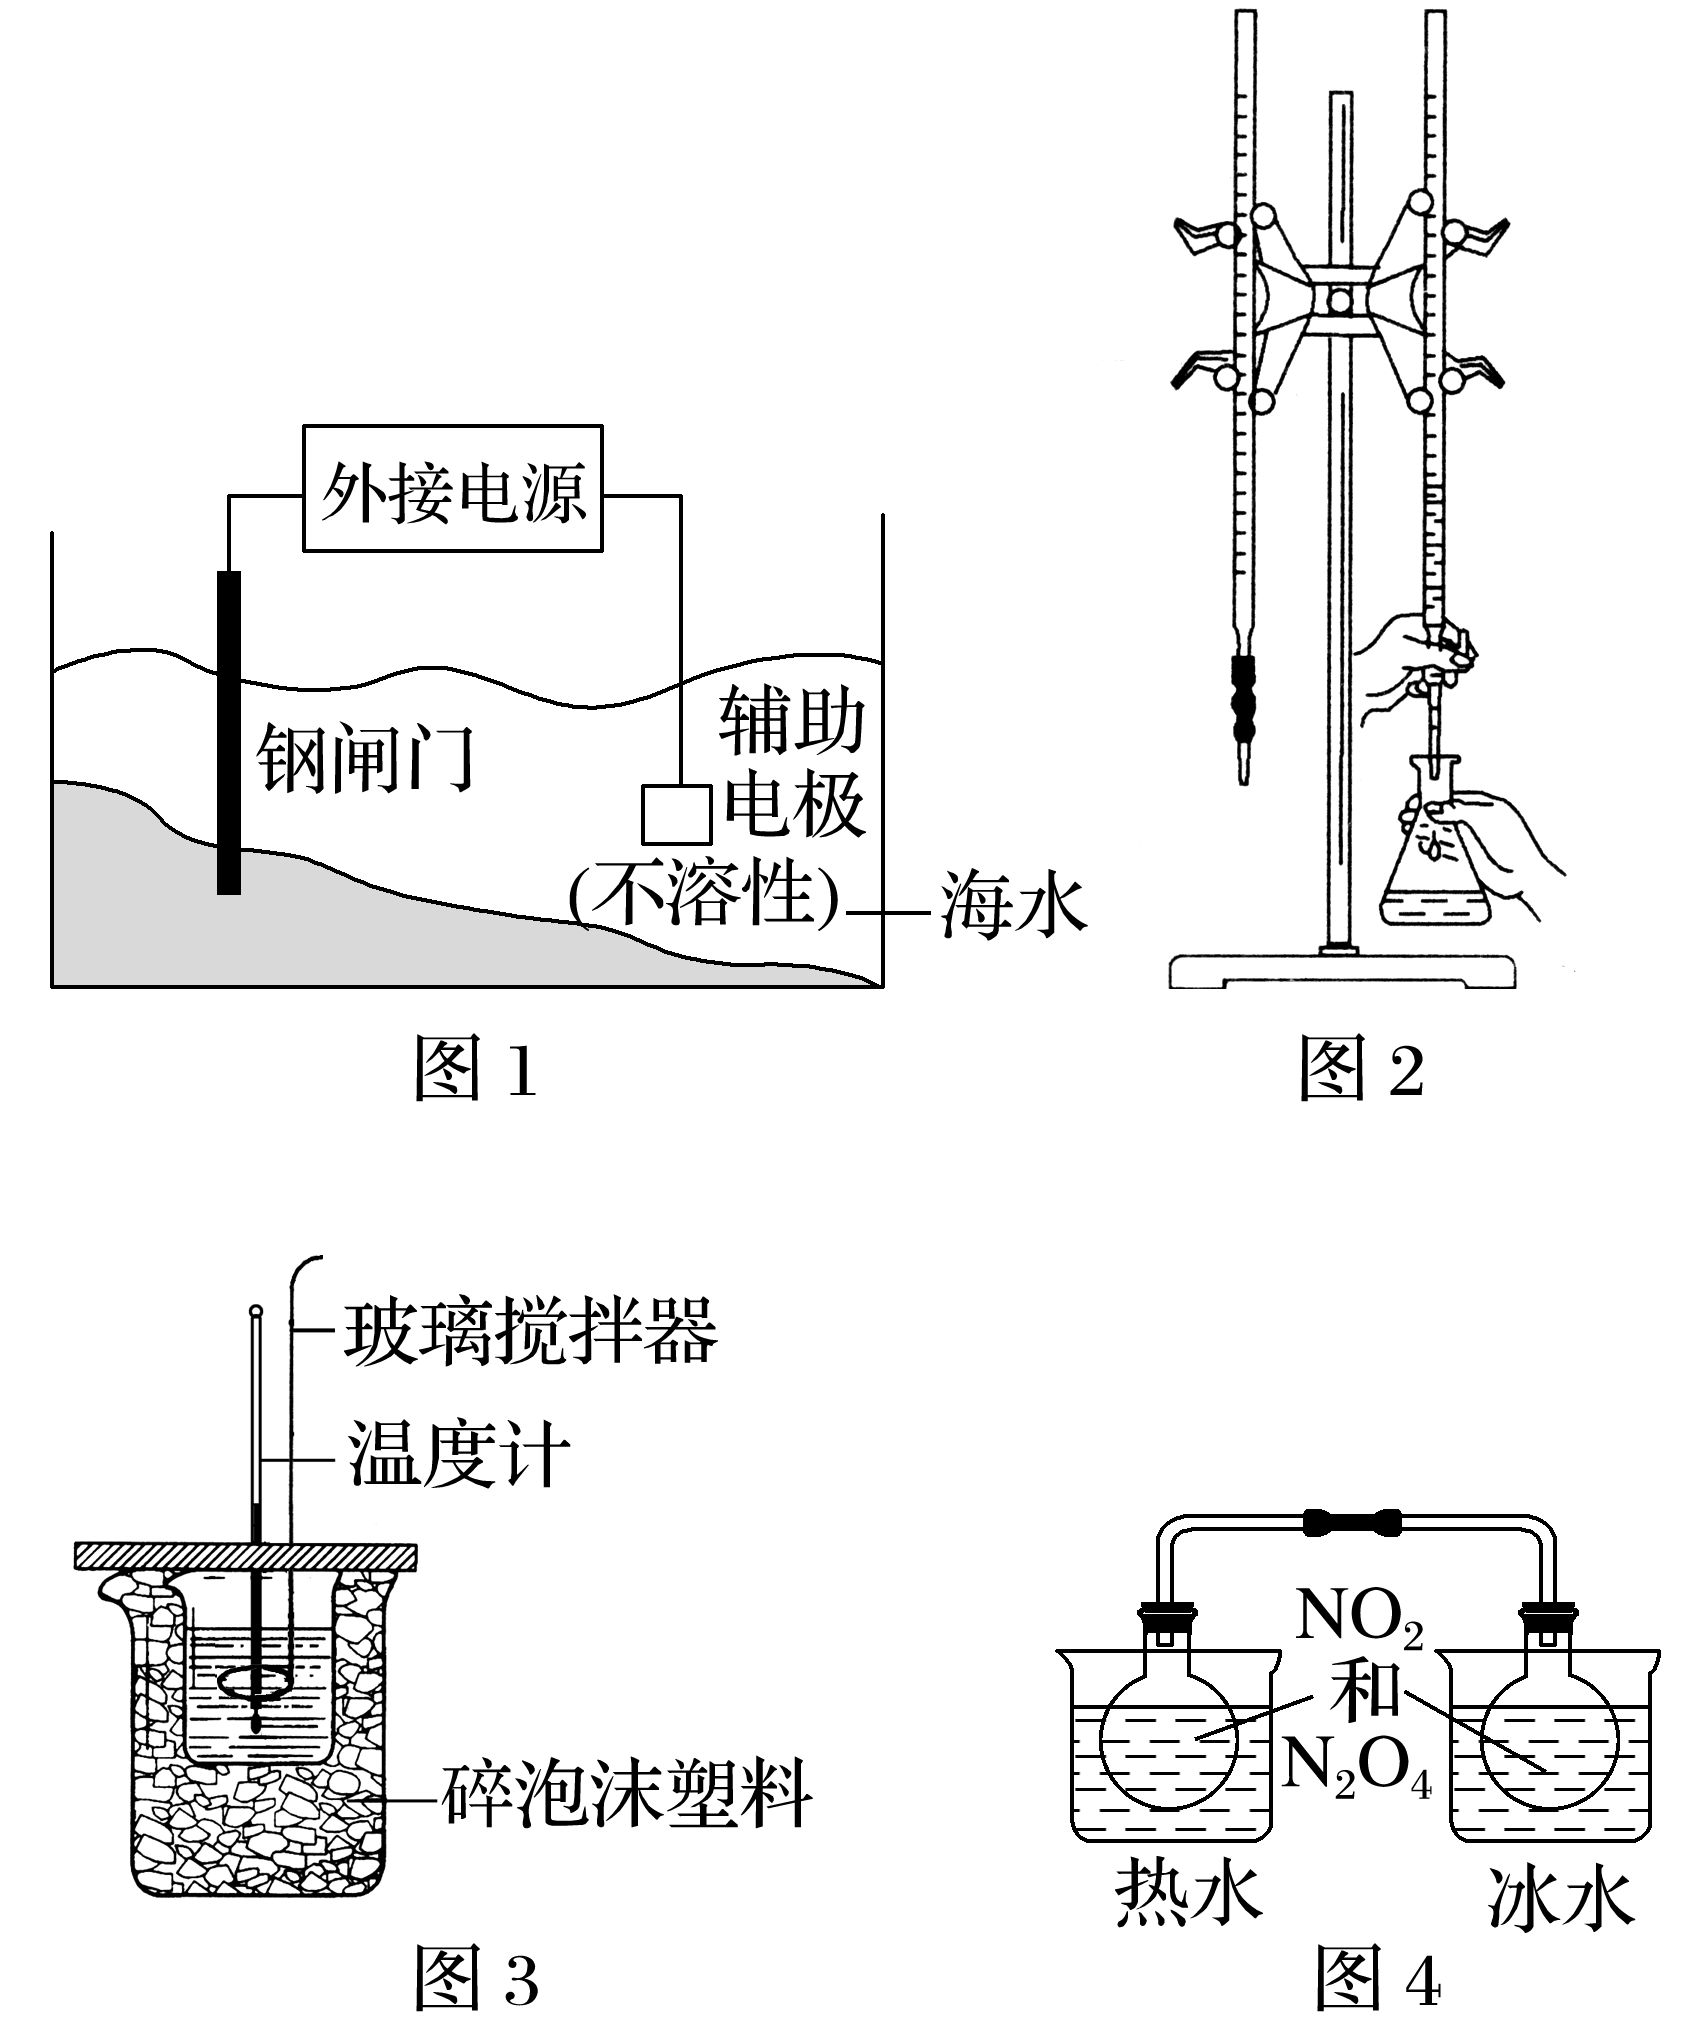 外接电源
钢闸门
辅助
电极
(不溶性)
海水
图 1
图 2
玻璃搅拌器
温度计
碎泡沫塑料
图 3
NO₂
和
N₂O₄
热水
冰水
图 4